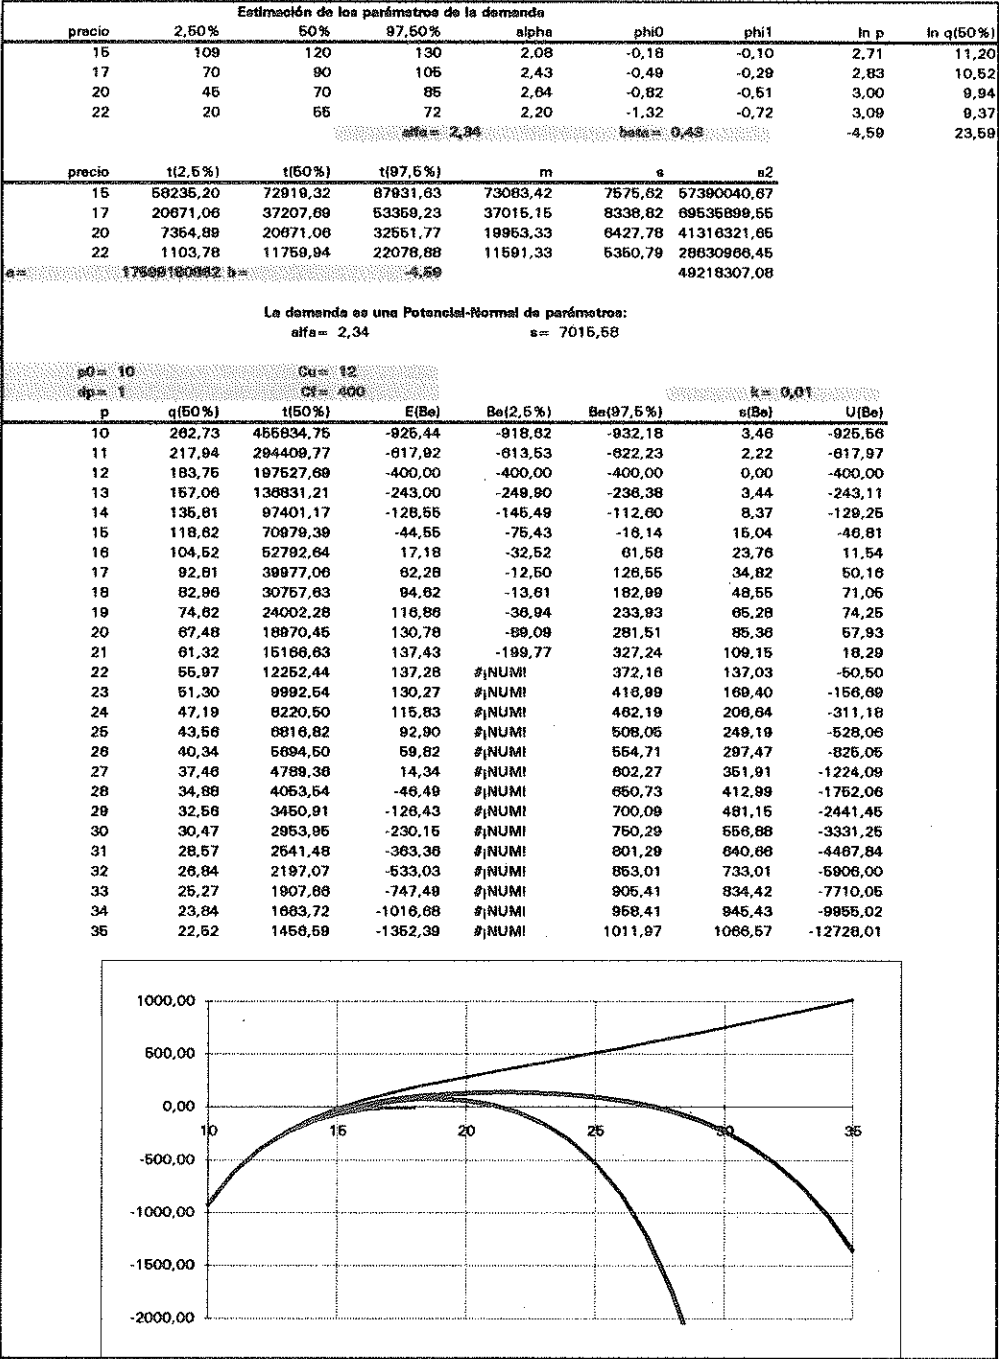 Estimación de los parámetros de la demanda
precio 2,50% 50% 97,50% alpha phi0 phi1 ln p ln q(50%)
15 109 120 130 2,08 -0,18 -0,10 2,71 11,20
17 70 90 105 2,43 -0,49 -0,29 2,83 10,52
20 45 70 85 2,64 -0,82 -0,51 3,00 9,94
22 20 55 72 2,20 -1,32 -0,72 3,09 9,37
alfa= 2,34 beta= 0,43 -4,59 23,59
precio t(2,5%) t(50%) t(97,5%) m s s2
15 58235,20 72919,32 87931,63 73083,42 7575,62 57390040,67
17 20671,06 37207,69 53359,23 37015,15 8338,82 69535899,55
20 7354,89 20671,06 32551,77 19953,33 6427,78 41316321,65
22 1103,78 11759,94 22078,88 11591,33 5350,79 28630966,45
a= 17599180962 b= -4,59 49218307,08
La demanda es una Potencial-Normal de parámetros:
alfa= 2,34 s= 7015,58
p0= 10 Cu= 12
dp= 1 Cf= 400 k= 0,01
p q(50%) t(50%) E(Be) Be(2,5%) Be(97,5%) s(Be) U(Be)
10 262,73 455834,75 -925,44 -918,62 -932,18 3,46 -925,56
11 217,94 294409,77 -617,92 -613,53 -622,23 2,22 -617,97
12 183,75 197527,69 -400,00 -400,00 -400,00 0,00 -400,00
13 157,06 136831,21 -243,00 -249,90 -236,38 3,44 -243,11
14 135,81 97401,17 -128,55 -145,49 -112,60 8,37 -129,25
15 118,62 70979,39 -44,55 -75,43 -16,14 15,04 -46,81
16 104,52 52792,64 17,18 -32,52 61,58 23,76 11,54
17 92,81 39977,06 62,28 -12,50 126,55 34,82 50,16
18 82,96 30757,63 94,62 -13,61 182,99 48,55 71,05
19 74,62 24002,28 116,86 -36,94 233,93 65,28 74,25
20 67,48 18970,45 130,78 -89,09 281,51 85,36 57,93
21 61,32 15166,63 137,43 -199,77 327,24 109,15 18,29
22 55,97 12252,44 137,28 #¡NUM! 372,16 137,03 -50,50
23 51,30 9992,54 130,27 #¡NUM! 416,99 169,40 -156,69
24 47,19 8220,50 115,83 #¡NUM! 462,19 206,64 -311,18
25 43,56 6816,82 92,90 #¡NUM! 508,05 249,19 -528,06
26 40,34 5694,50 59,82 #¡NUM! 554,71 297,47 -825,05
27 37,46 4789,36 14,34 #¡NUM! 602,27 351,91 -1224,09
28 34,88 4053,54 -46,49 #¡NUM! 650,73 412,99 -1752,06
29 32,56 3450,91 -126,43 #¡NUM! 700,09 481,15 -2441,45
30 30,47 2953,95 -230,15 #¡NUM! 750,29 556,88 -3331,25
31 28,57 2541,48 -363,36 #¡NUM! 801,29 640,66 -4467,84
32 26,84 2197,07 -533,03 #¡NUM! 853,01 733,01 -5906,00
33 25,27 1907,86 -747,49 #¡NUM! 905,41 834,42 -7710,05
34 23,84 1663,72 -1016,68 #¡NUM! 958,41 945,43 -9955,02
35 22,52 1456,59 -1352,39 #¡NUM! 1011,97 1066,57 -12728,01
1000,00
500,00
0,00
10 15 20 25 30 35
-500,00
-1000,00
-1500,00
-2000,00